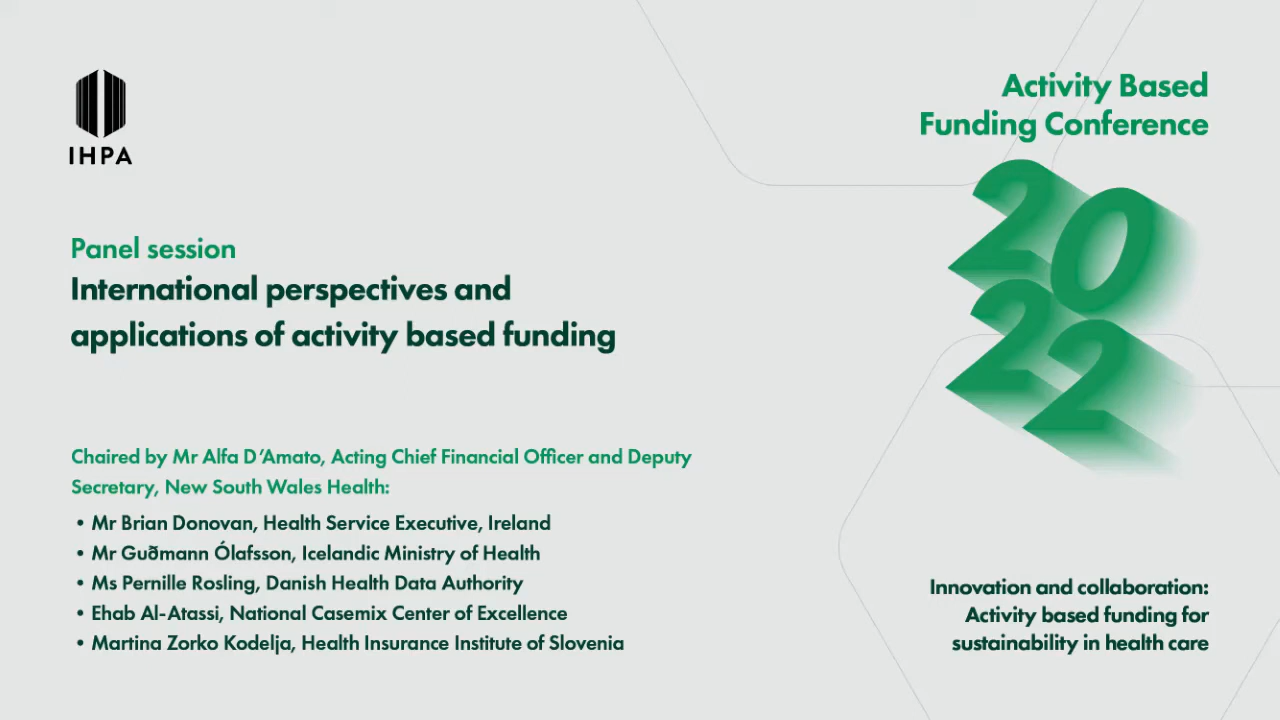 IHPA
Activity Based
Funding Conference
2022
Panel session
International perspectives and
applications of activity based funding
Chaired by Mr Alfa D'Amato, Acting Chief Financial Officer and Deputy
Secretary, New South Wales Health:
• Mr Brian Donovan, Health Service Executive, Ireland
• Mr Guðmann Ólafsson, Icelandic Ministry of Health
• Ms Pernille Rosling, Danish Health Data Authority
• Ehab Al-Atassi, National Casemix Center of Excellence
• Martina Zorko Kodelja, Health Insurance Institute of Slovenia
Innovation and collaboration:
Activity based funding for
sustainability in health care